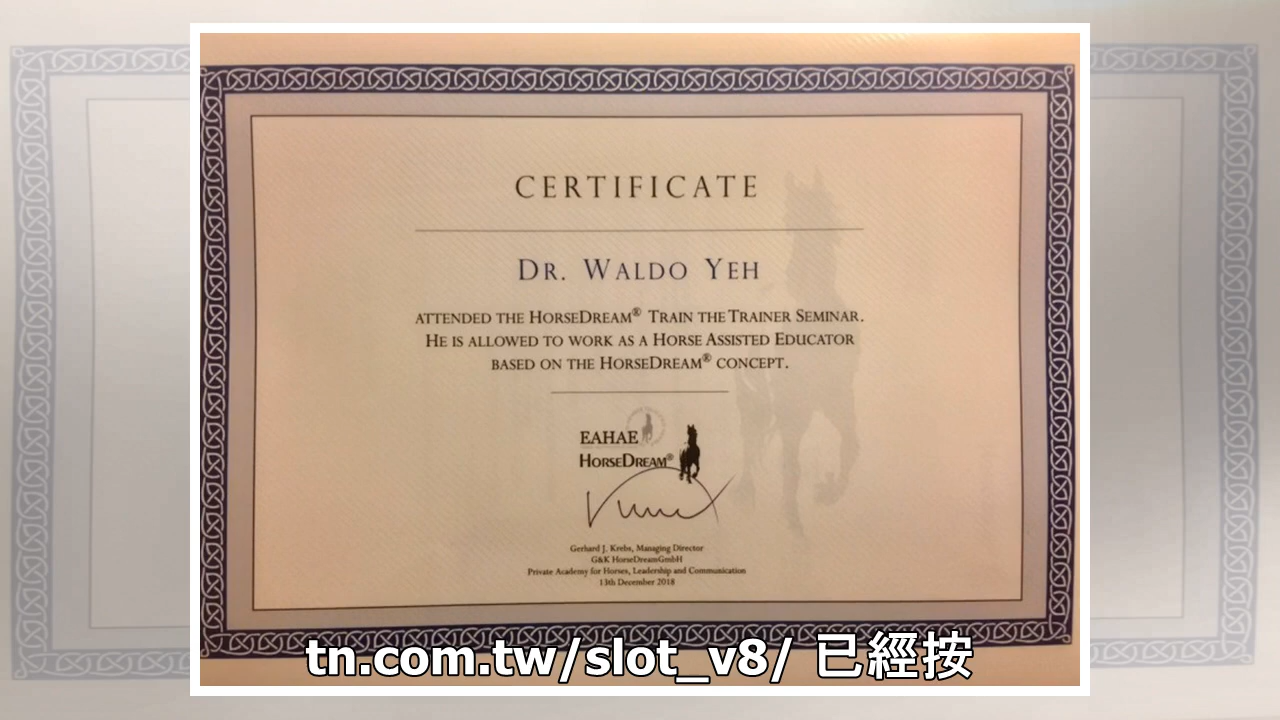 CERTIFICATE
DR. WALDO YEH
ATTENDED THE HORSEDREAM® TRAIN THE TRAINER SEMINAR.
HE IS ALLOWED TO WORK AS A HORSE ASSISTED EDUCATOR
BASED ON THE HORSEDREAM® CONCEPT.
EAHAE
HORSEDREAM®
Gerhard J. Krebs, Managing Director
G&K HorseDreamGmbH
Private Academy for Horses, Leadership and Communication
13th December 2018
tn.com.tw/slot_v8/ 已經按